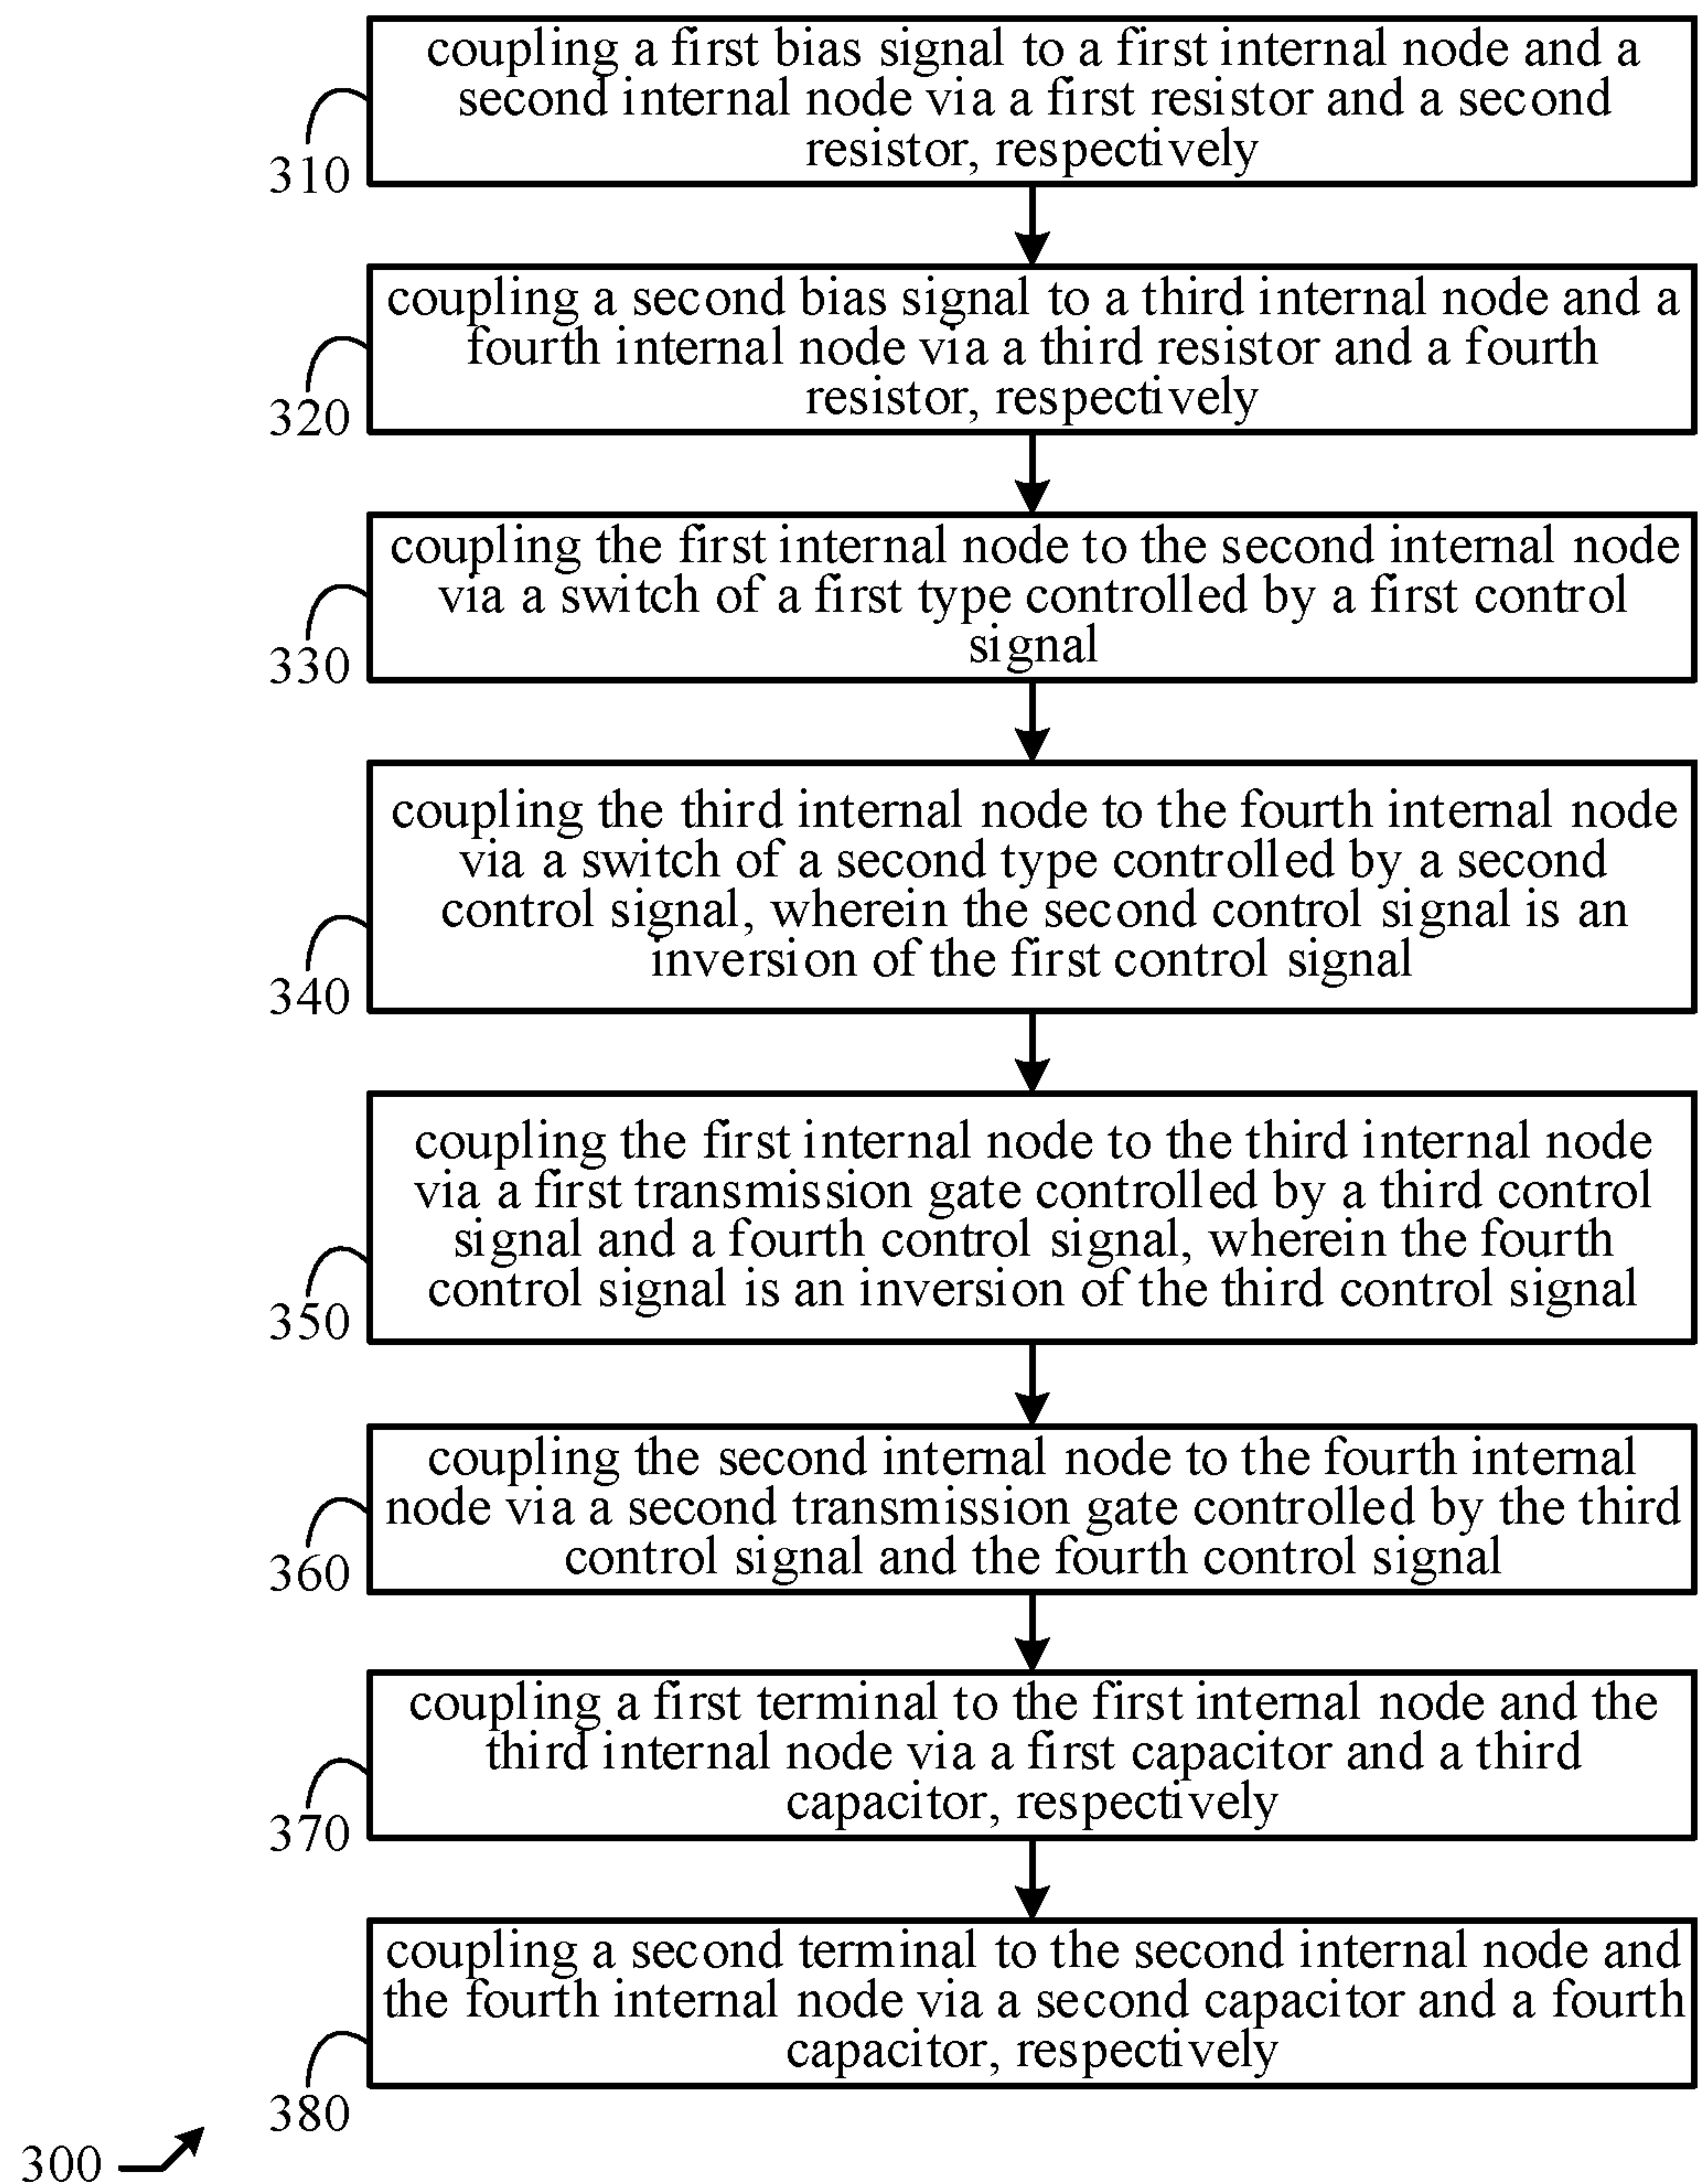 coupling a first bias signal to a first internal node and a
second internal node via a first resistor and a second
resistor, respectively
310
coupling a second bias signal to a third internal node and a
fourth internal node via a third resistor and a fourth
resistor, respectively
320
coupling the first internal node to the second internal node
via a switch of a first type controlled by a first control
signal
330
coupling the third internal node to the fourth internal node
via a switch of a second type controlled by a second
control signal, wherein the second control signal is an
inversion of the first control signal
340
coupling the first internal node to the third internal node
via a first transmission gate controlled by a third control
signal and a fourth control signal, wherein the fourth
control signal is an inversion of the third control signal
350
coupling the second internal node to the fourth internal
node via a second transmission gate controlled by the third
control signal and the fourth control signal
360
coupling a first terminal to the first internal node and the
third internal node via a first capacitor and a third
capacitor, respectively
370
coupling a second terminal to the second internal node and
the fourth internal node via a second capacitor and a fourth
capacitor, respectively
380
300